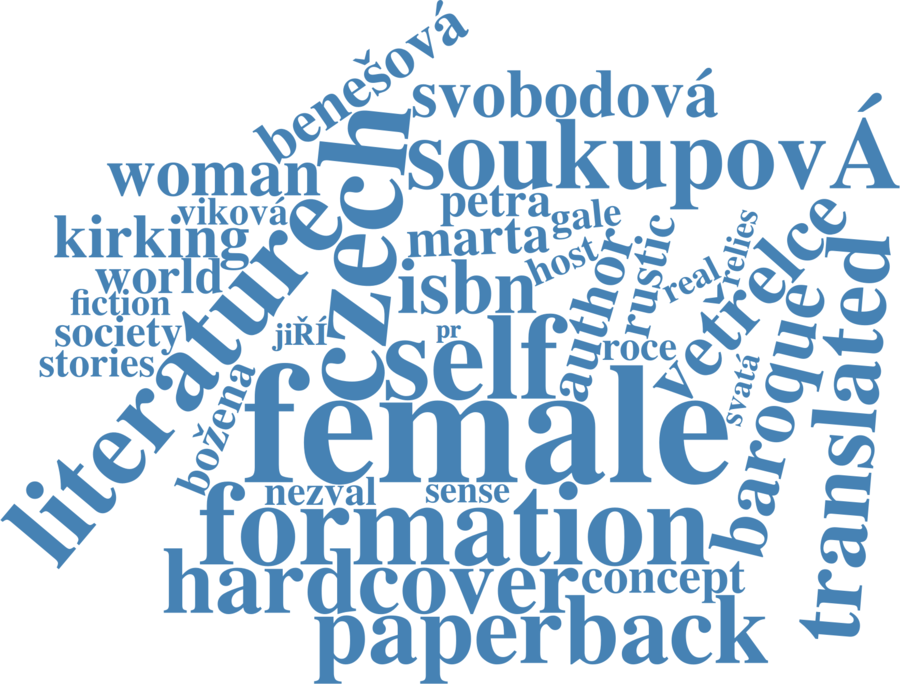 benešová
svobodová
czech
soukupovÁ
woman
viková
petra
gale
kirking
marta
literature
world
isbn
host
author
rustic
real
relies
vetřelce
fiction
society
jiŘÍ
pr
stories
self
roce
svatá
baroque
translated
božena
female
nezval
sense
formation
hardcover
concept
paperback